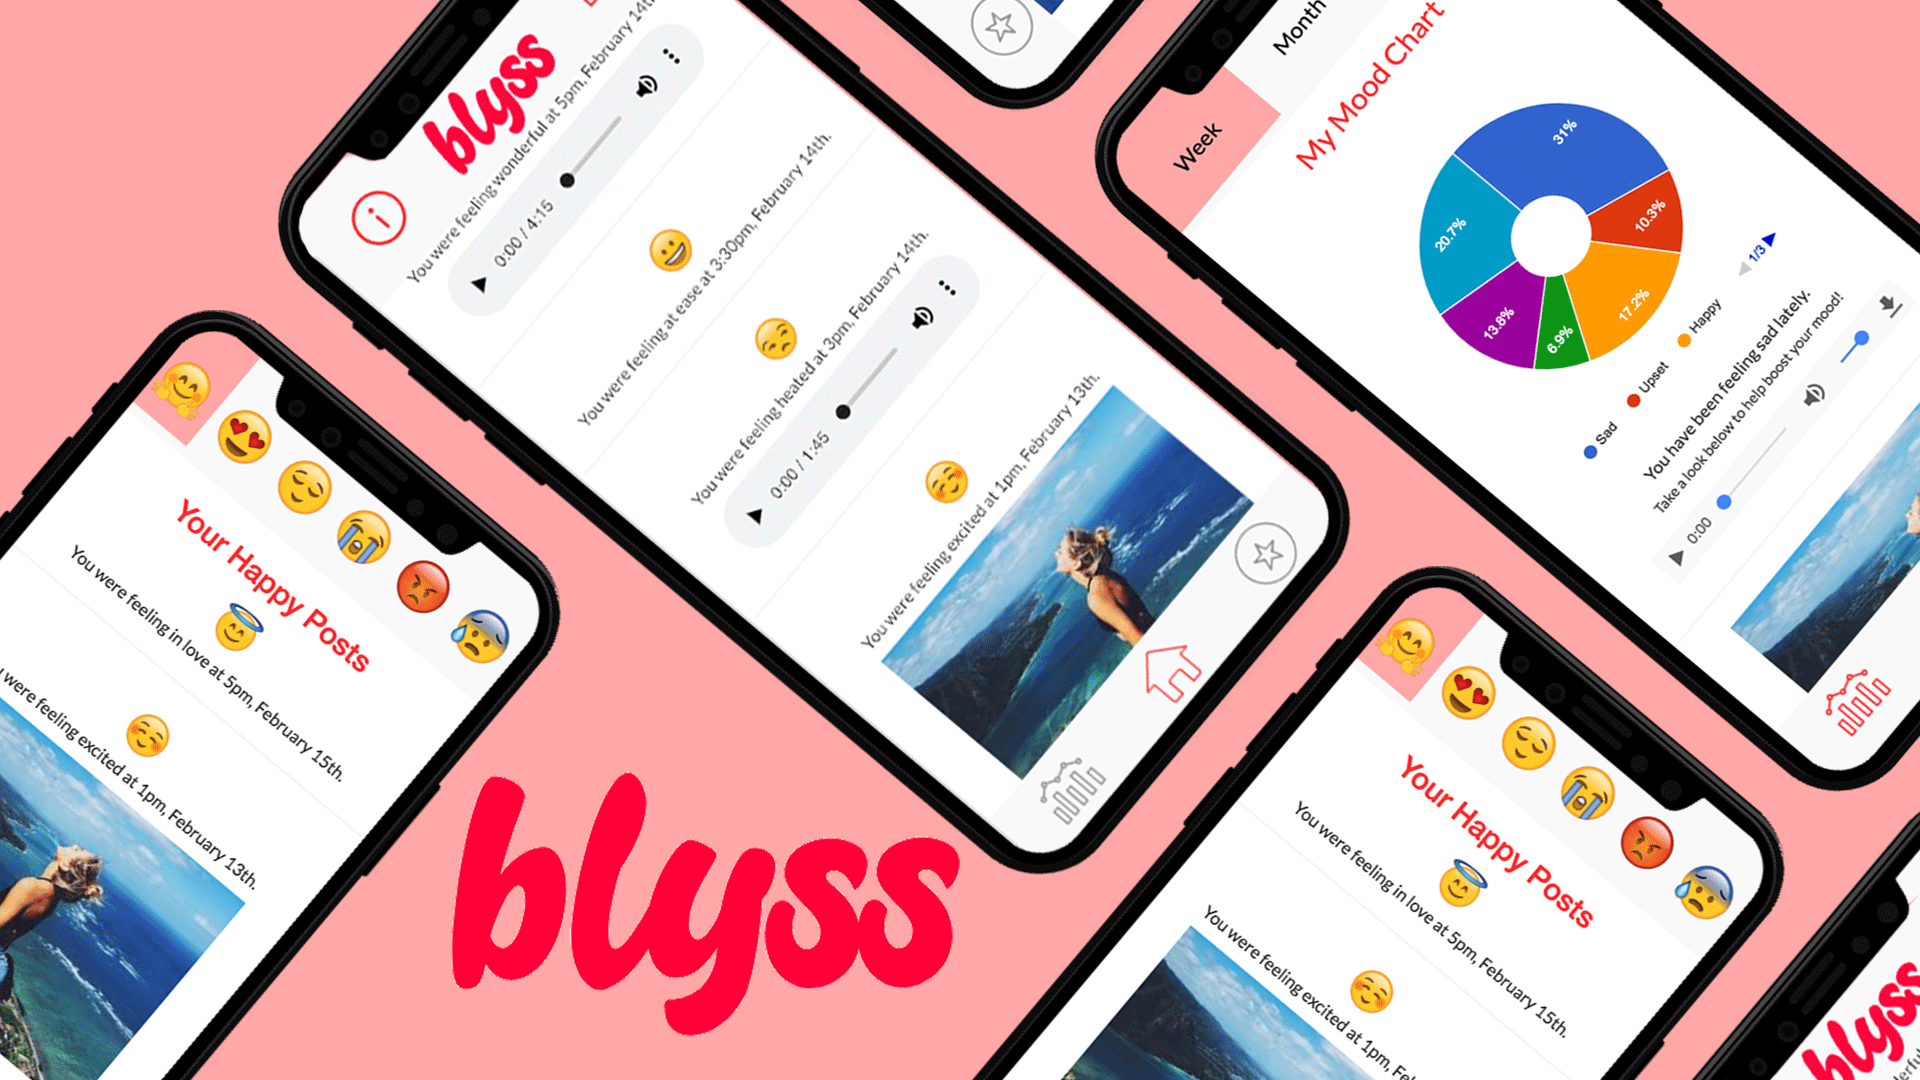 blyss
You were feeling wonderful at 5pm, February 14th.
0:00 / 4:15
You were feeling at ease at 3:30pm, February 14th.
You were feeling heated at 3pm, February 14th.
0:00 / 1:45
You were feeling excited at 1pm, February 13th.
Week
Month
My Mood Chart
31%
10.3%
17.2%
6.9%
13.8%
20.7%
Sad
Upset
Happy
1/3
You have been feeling sad lately.
Take a look below to help boost your mood!
0:00
Your Happy Posts
You were feeling in love at 5pm, February 15th.
were feeling excited at 1pm, February 13th.
blyss
Your Happy Posts
You were feeling in love at 5pm, February 15th.
You were feeling excited at 1pm, Fe
blyss